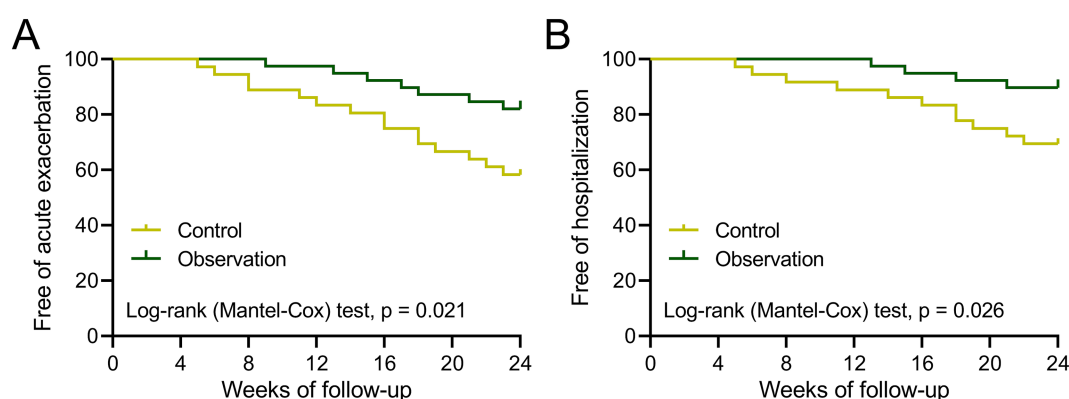 A
Free of acute exacerbation
100
80
60
40
20
0
Control
Observation
Log-rank (Mantel-Cox) test, p = 0.021
0 4 8 12 16 20 24
Weeks of follow-up
B
Free of hospitalization
100
80
60
40
20
0
Control
Observation
Log-rank (Mantel-Cox) test, p = 0.026
0 4 8 12 16 20 24
Weeks of follow-up